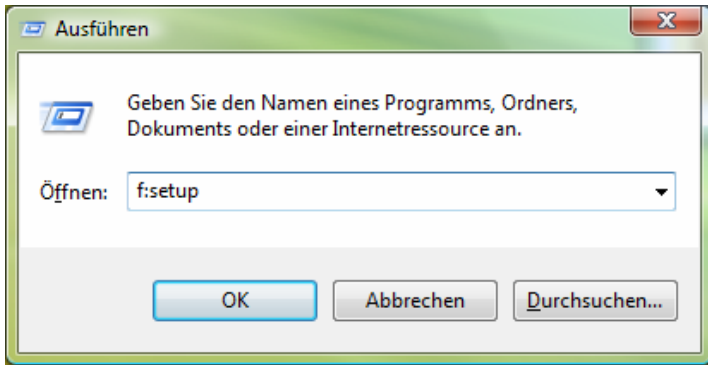 Ausführen
Geben Sie den Namen eines Programms, Ordners,
Dokuments oder einer Internetressource an.
Öffnen: f:setup
OK Abbrechen Durchsuchen...